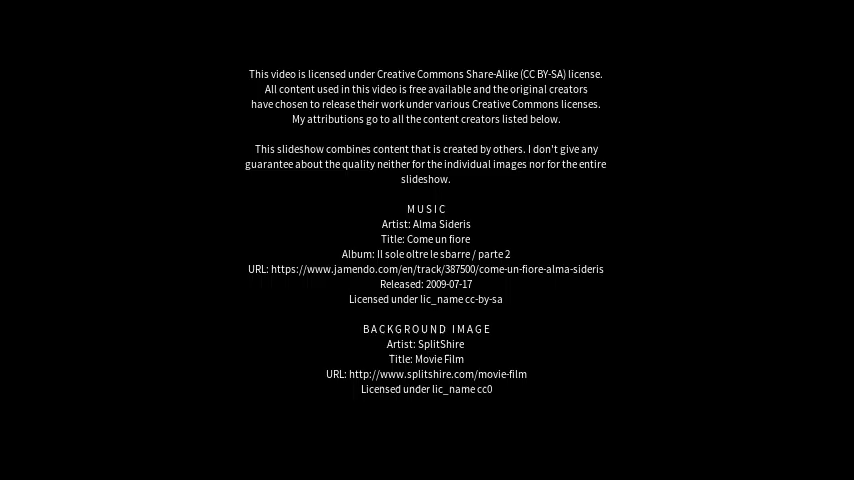 This video is licensed under Creative Commons Share-Alike (CC BY-SA) license.
All content used in this video is free available and the original creators
have chosen to release their work under various Creative Commons licenses.
My attributions go to all the content creators listed below.
This slideshow combines content that is created by others. I don't give any
guarantee about the quality neither for the individual images nor for the entire
slideshow.
MUSIC
Artist: Alma Sideris
Title: Come un fiore
Album: Il sole oltre le sbarre / parte 2
URL: https://www.jamendo.com/en/track/387500/come-un-fiore-alma-sideris
Released: 2009-07-17
Licensed under lic_name cc-by-sa
BACKGROUND IMAGE
Artist: SplitShire
Title: Movie Film
URL: http://www.splitshire.com/movie-film
Licensed under lic_name cc0